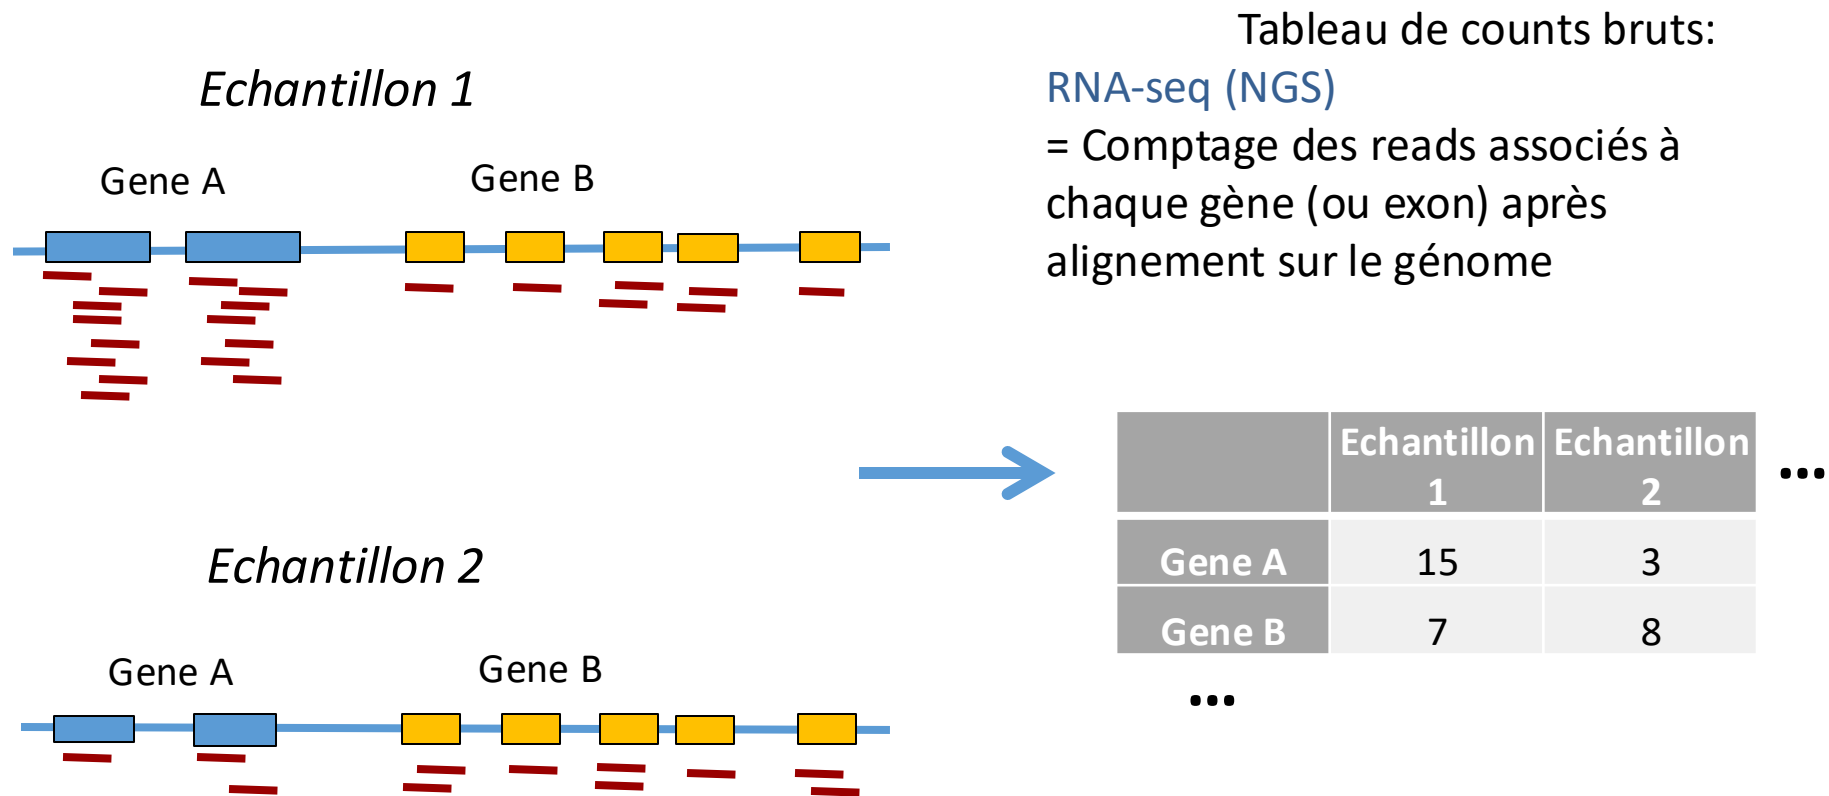 Tableau de counts bruts:
RNA-seq (NGS)
= Comptage des reads associés à
chaque gène (ou exon) après
alignement sur le génome
Echantillon 1
Gene A
Gene B
Echantillon 2
Gene A
Gene B
Echantillon
1
Echantillon
2
...
Gene A
15
3
Gene B
7
8
...